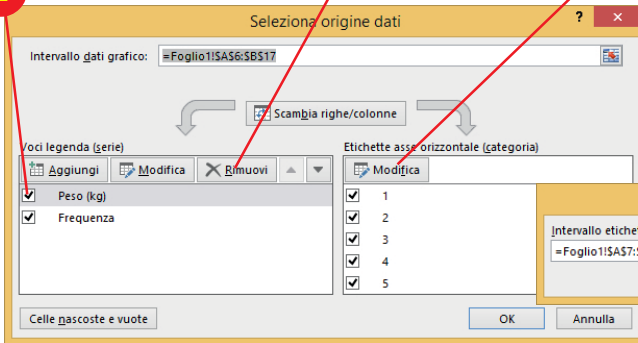 Seleziona origine dati
? ×
Intervallo dati grafico: =Foglio1!$A$6:$B$17
Scambia righe/colonne
Voci legenda (serie)
Aggiungi Modifica Rimuovi
Peso (kg)
Frequenza
Etichette asse orizzontale (categoria)
Modifica
1
2
3
4
5
Intervallo etiche
=Foglio1!$A$7:
Celle nascoste e vuote
OK Annulla